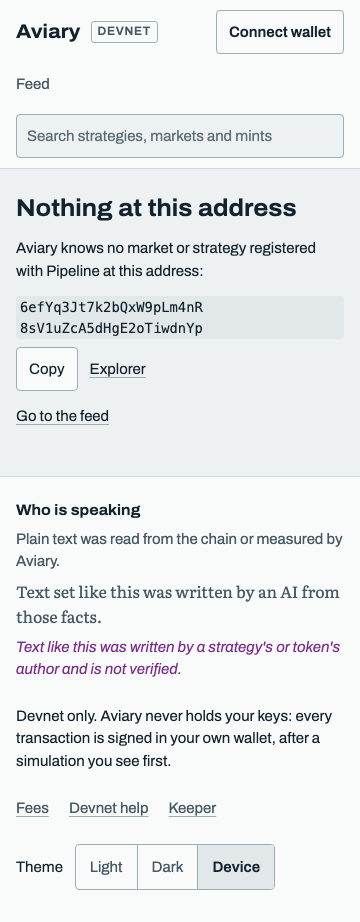 Aviary DEVNET Connect wallet
Feed
Search strategies, markets and mints
Nothing at this address
Aviary knows no market or strategy registered
with Pipeline at this address:
6efYq3Jt7k2bQxW9pLm4nR
8sV1uZcA5dHgE2oTiwdnYp
Copy Explorer
Go to the feed
Who is speaking
Plain text was read from the chain or measured by
Aviary.
Text set like this was written by an AI from
those facts.
Text like this was written by a strategy's or token's
author and is not verified.
Devnet only. Aviary never holds your keys: every
transaction is signed in your own wallet, after a
simulation you see first.
Fees Devnet help Keeper
Theme Light Dark Device